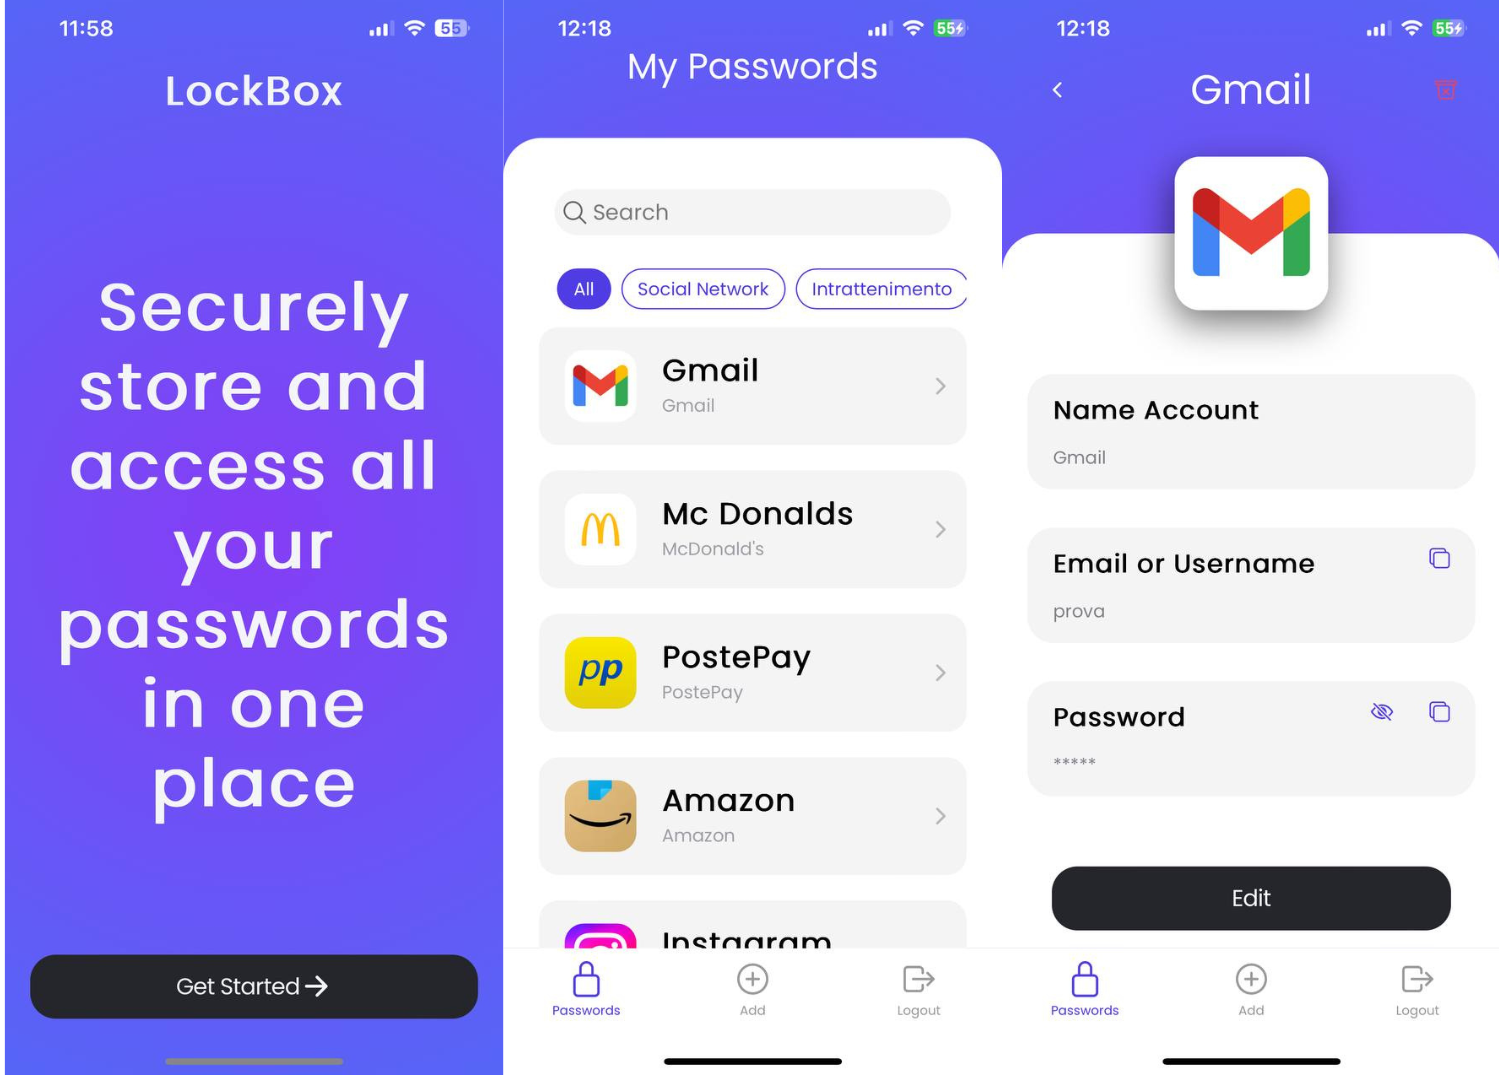 11:58
55
LockBox
Securely
store and
access all
your
passwords
in one
place
Get Started
12:18
55
My Passwords
Search
All
Social Network
Intrattenimento
Gmail
Gmail
Mc Donalds
McDonald's
pp
PostePay
PostePay
Amazon
Amazon
Instagram
Passwords
Add
Logout
12:18
55
Gmail
Name Account
Gmail
Email or Username
prova
Password
*****
Edit
Passwords
Add
Logout